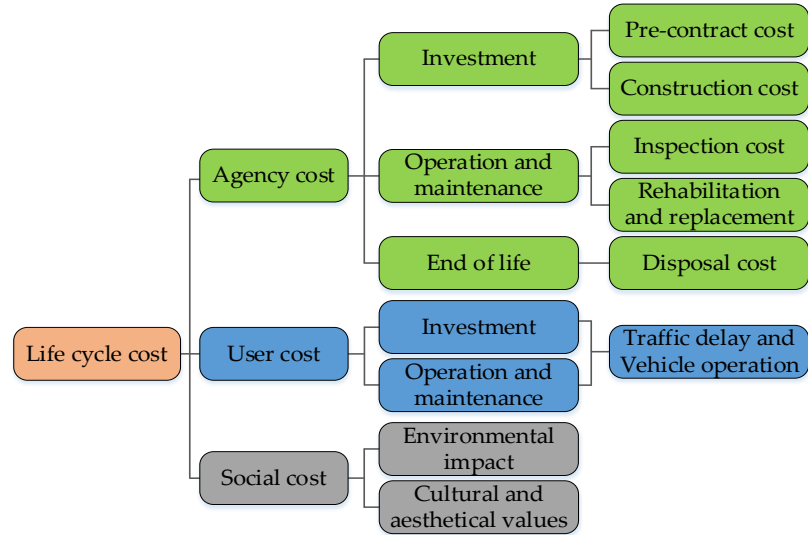 Pre-contract cost
Investment
Construction cost
Inspection cost
Operation and
maintenance
Agency cost
Rehabilitation
and replacement
End of life
Disposal cost
Life cycle cost
User cost
Investment
Traffic delay and
Vehicle operation
Operation and
maintenance
Environmental
impact
Social cost
Cultural and
aesthetical values